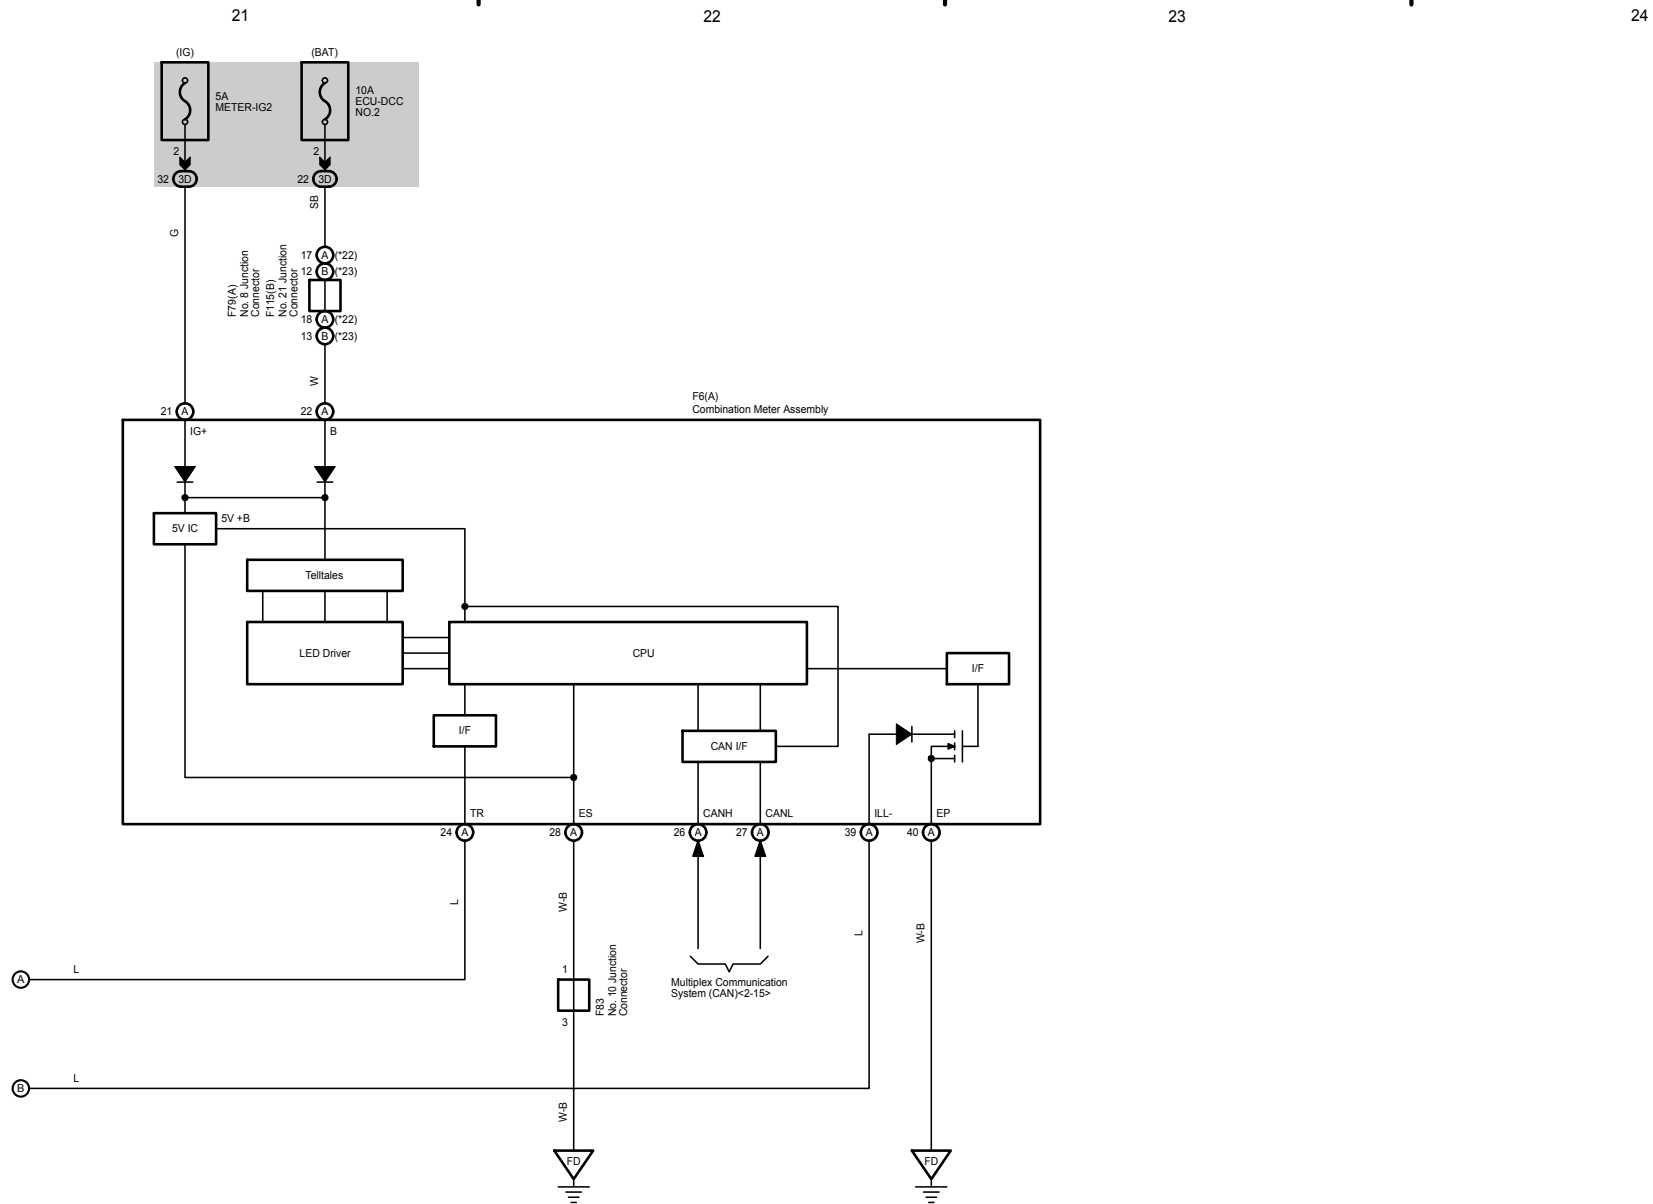 21
22
23
24
(IG)
(BAT)
5A
METER-IG2
10A
ECU-DCC
NO.2
2
2
32 3D
22 3D
SB
G
F79(A)
No. 8 Junction
Connector
F115(B)
No. 21 Junction
Connector
17 A (*22)
12 B (*23)
18 A (*22)
13 B (*23)
W
F6(A)
Combination Meter Assembly
21 A
22 A
IG+
B
5V IC
5V +B
Telltales
LED Driver
CPU
I/F
I/F
CAN I/F
TR
ES
CANH
CANL
ILL-
EP
24 A
28 A
26 A
27 A
39 A
40 A
L
W-B
L
W-B
A
L
1
F83
No. 10 Junction
Connector
3
Multiplex Communication
System (CAN)<2-15>
B
L
W-B
FD
FD